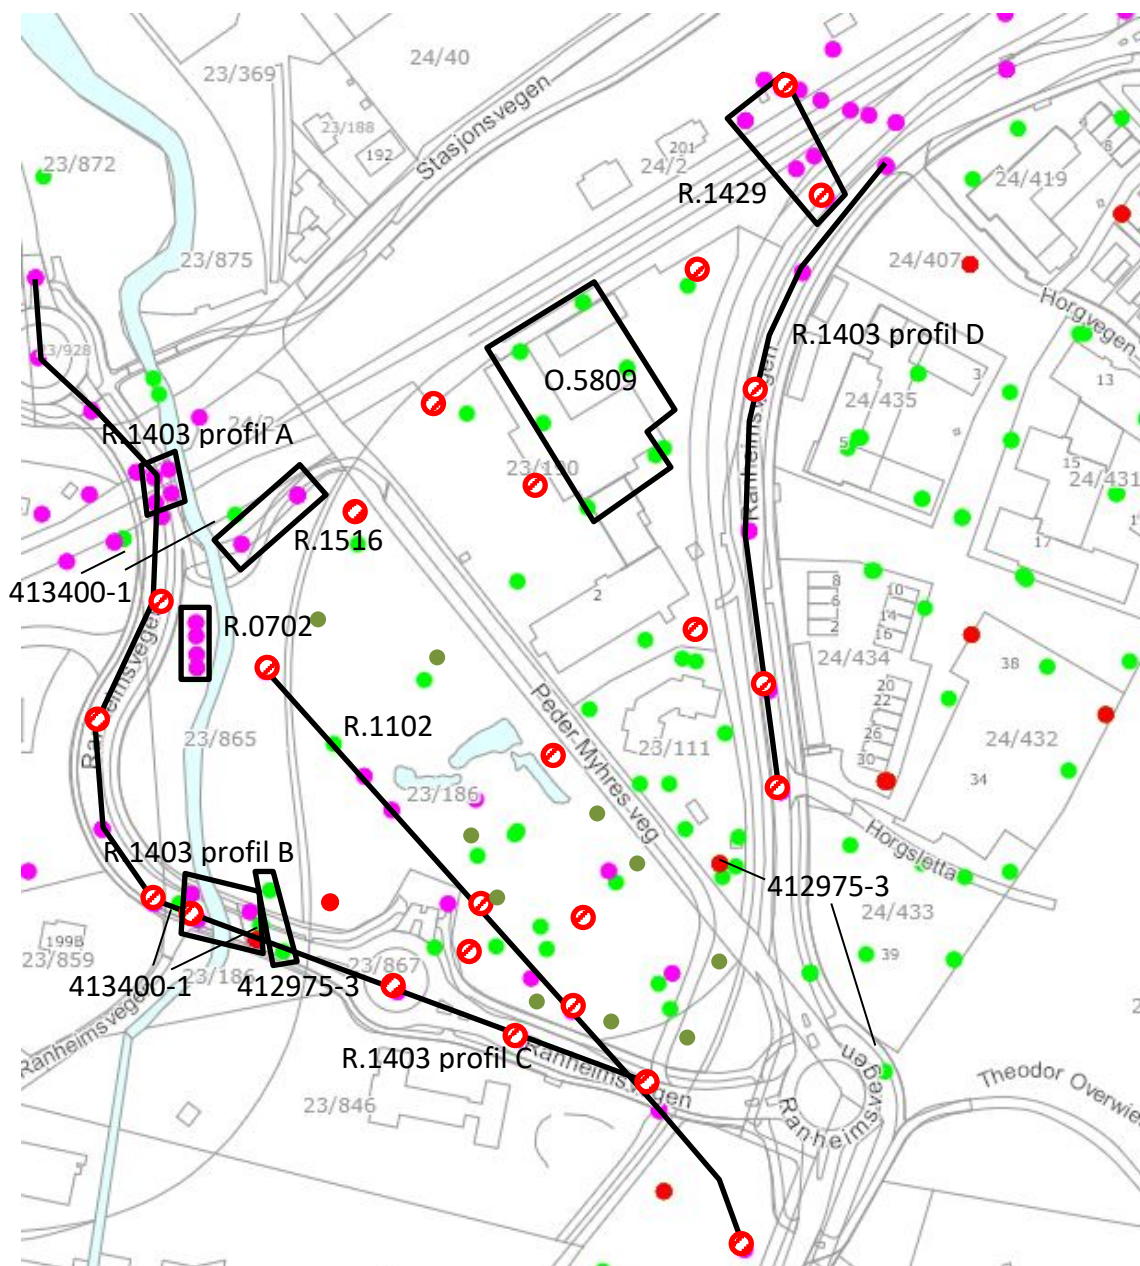 24/40
23/369
23/188
192
Stasjonsvegen
201
24/2
23/872
R.1429
24/419
8
23/875
24/407
Horgvegen
R.1403 profil D
23/928
O.5809
3
13
24/435
24/2
R.1403 profil A
5
15
23/190
24/431
Ranheimsvegen
R.1516
17
413400-1
8
10
6
2
14
2
R.0702
16
24/434
38
Ranheimsvegen
20
Peder Myhres veg
22
R.1102
23/865
26
23/111
24/432
30
34
23/186
Horgsletta
R.1403 profil B
412975-3
24/433
199B
39
23/859
23/186
23/867
413400-1
412975-3
Ranheimsvegen
R.1403 profil C
Ranheimsvegen
Ranheimsvegen
Theodor Overwie
23/846